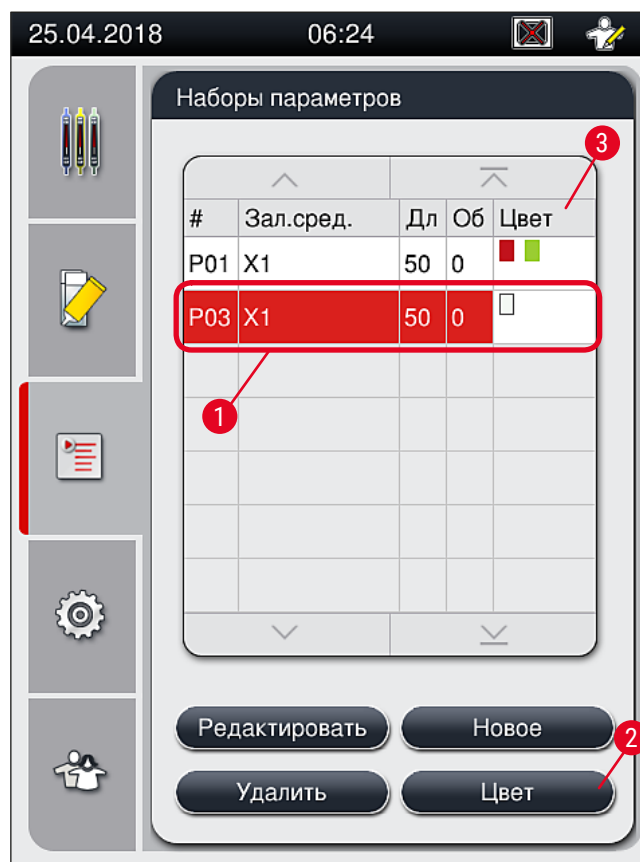 25.04.2018 06:24
Наборы параметров
3
# Зал.сред. Дл Об Цвет
P01 X1 50 0
P03 X1 50 0
1
Редактировать Новое
2
Удалить Цвет